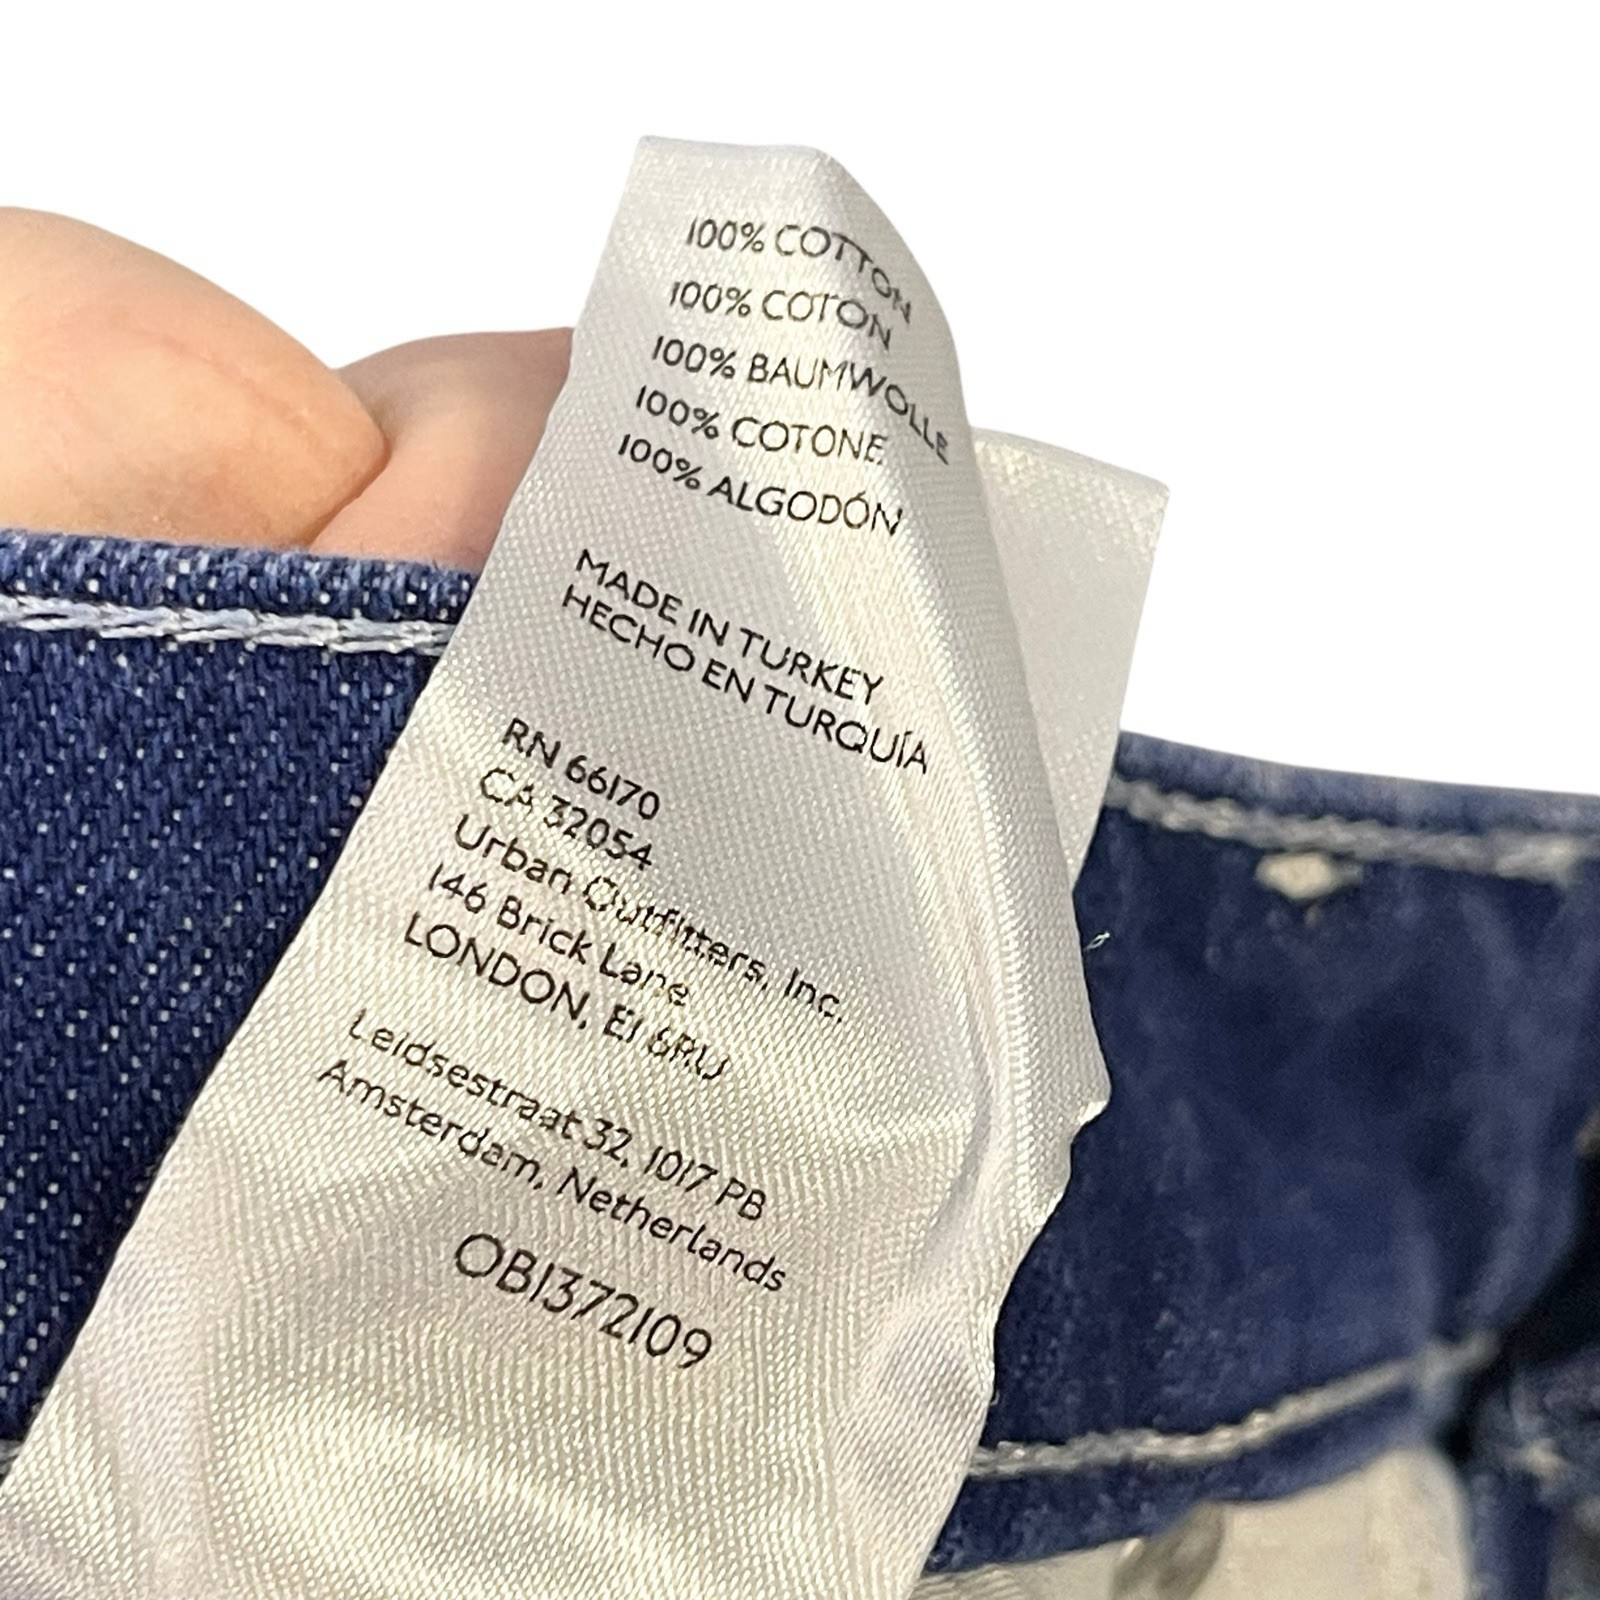 100% COTTON
100% COTON
100% BAUMWOLLE
100% COTONE
100% ALGODÓN
MADE IN TURKEY
HECHO EN TURQUÍA
RN 66170
CA 32054
Urban Outfitters, Inc.
146 Brick Lane
LONDON, E1 6RU
Leidsestraat 32, 1017 PB
Amsterdam, Netherlands
OB1372109